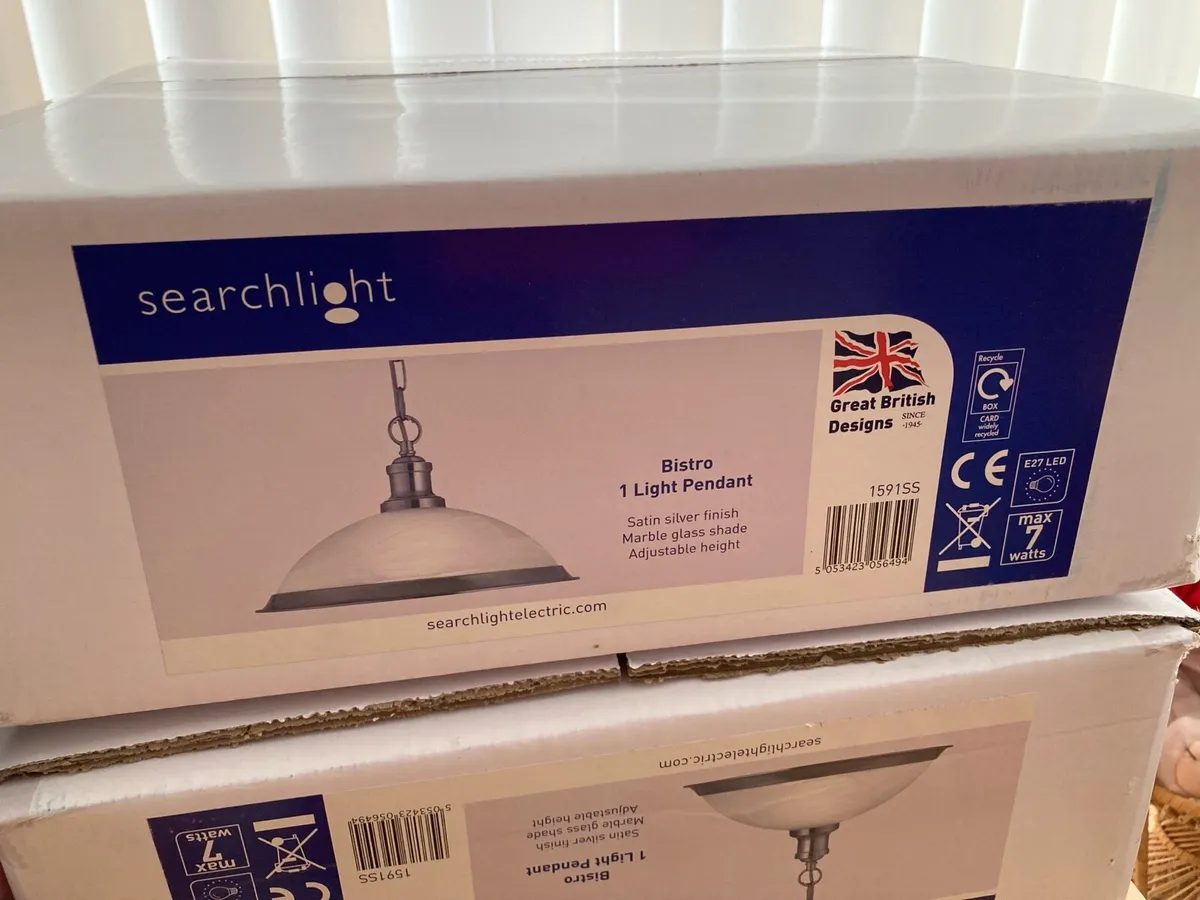 searchlight
Great British
Designs SINCE
·1945·
Recycle
BOX
CARD
widely
recycled
Bistro
1 Light Pendant
Satin silver finish
Marble glass shade
Adjustable height
1591SS
5 053423 056494
CE
E27 LED
max
7
watts
searchlightelectric.com
searchlightelectric.com
Adjustable height
Marble glass shade
Satin silver finish
1 Light Pendant
Bistro
5 053423 056494
1591SS
watts
7
max
CE